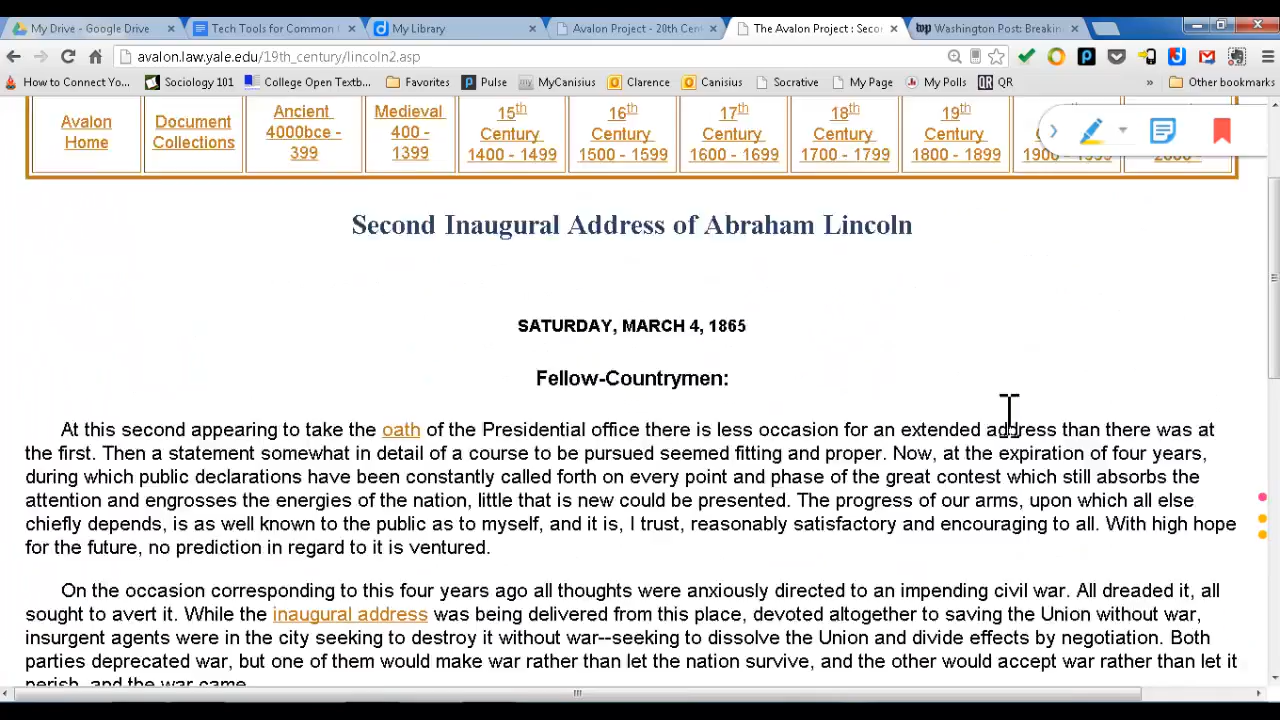 My Drive - Google Drive
Tech Tools for Common
My Library
Avalon Project - 20th Cent
The Avalon Project : Secon
Washington Post: Breakin
avalon.law.yale.edu/19th_century/lincoln2.asp
How to Connect Yo...
Sociology 101
College Open Textb...
Favorites
Pulse
MyCanisius
Clarence
Canisius
Socrative
My Page
My Polls
QR
»
Other bookmarks
Avalon Home
Document Collections
Ancient 4000bce - 399
Medieval 400 - 1399
15th Century 1400 - 1499
16th Century 1500 - 1599
17th Century 1600 - 1699
18th Century 1700 - 1799
19th Century 1800 - 1899
Second Inaugural Address of Abraham Lincoln
SATURDAY, MARCH 4, 1865
Fellow-Countrymen:
At this second appearing to take the oath of the Presidential office there is less occasion for an extended address than there was at
the first. Then a statement somewhat in detail of a course to be pursued seemed fitting and proper. Now, at the expiration of four years,
during which public declarations have been constantly called forth on every point and phase of the great contest which still absorbs the
attention and engrosses the energies of the nation, little that is new could be presented. The progress of our arms, upon which all else
chiefly depends, is as well known to the public as to myself, and it is, I trust, reasonably satisfactory and encouraging to all. With high hope
for the future, no prediction in regard to it is ventured.
On the occasion corresponding to this four years ago all thoughts were anxiously directed to an impending civil war. All dreaded it, all
sought to avert it. While the inaugural address was being delivered from this place, devoted altogether to saving the Union without war,
insurgent agents were in the city seeking to destroy it without war--seeking to dissolve the Union and divide effects by negotiation. Both
parties deprecated war, but one of them would make war rather than let the nation survive, and the other would accept war rather than let it
perish, and the war came.